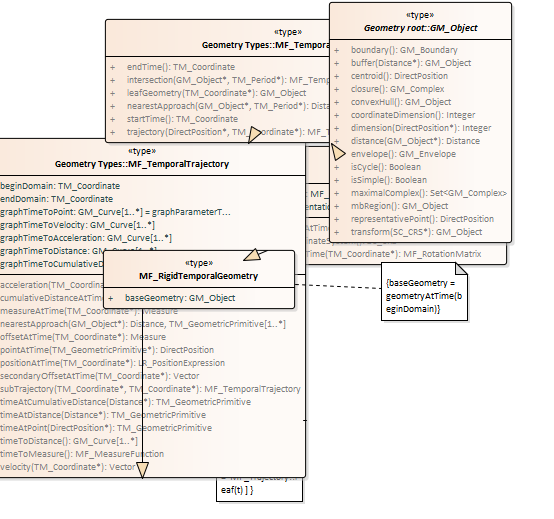 «type»
Geometry Types::MF_Tempora
+ endTime(): TM_Coordinate
+ intersection(GM_Object*, TM_Period*): MF_Temp
+ leafGeometry(TM_Coordinate*): GM_Object
+ nearestApproach(GM_Object*, TM_Period*): Dista
+ startTime(): TM_Coordinate
+ trajectory(DirectPosition*, TM_Coordinate*): MF_T
«type»
Geometry root::GM_Object
+ boundary(): GM_Boundary
+ buffer(Distance*): GM_Object
+ centroid(): DirectPosition
+ closure(): GM_Complex
+ convexHull(): GM_Object
+ coordinateDimension(): Integer
+ dimension(DirectPosition*): Integer
+ distance(GM_Object*): Distance
+ envelope(): GM_Envelope
+ isCycle(): Boolean
+ isSimple(): Boolean
+ maximalComplex(): Set<GM_Complex>
+ mbRegion(): GM_Object
+ representativePoint(): DirectPosition
+ transform(SC_CRS*): GM_Object
«type»
Geometry Types::MF_TemporalTrajectory
beginDomain: TM_Coordinate
endDomain: TM_Coordinate
graphTimeToPoint: GM_Curve[1..*] = graphParameterT...
graphTimeToVelocity: GM_Curve[1..*]
graphTimeToAcceleration: GM_Curve[1..*]
graphTimeToDistance: GM_Curve[1..*]
graphTimeToCumulativeD
acceleration(TM_Coordin
cumulativeDistanceAtTim
measureAtTime(TM_Coordinate*): Measure
nearestApproach(GM_Object*): Distance, TM_GeometricPrimitive[1..*]
offsetAtTime(TM_Coordinate*): Measure
pointAtTime(TM_GeometricPrimitive*): DirectPosition
positionAtTime(TM_Coordinate*): LR_PositionExpression
secondaryOffsetAtTime(TM_Coordinate*): Vector
subTrajectory(TM_Coordinate*, TM_Coordinate*): MF_TemporalTrajectory
timeAtCumulativeDistance(Distance*): TM_GeometricPrimitive
timeAtDistance(Distance*): TM_GeometricPrimitive
timeAtPoint(DirectPosition*): TM_GeometricPrimitive
timeToDistance(): GM_Curve[1..*]
timeToMeasure(): MF_MeasureFunction
velocity(TM_Coordinate*): Vector
: MF_
entation
AtTime(
inateSys
Time(TM_Coordinate*): MF_RotationMatrix
«type»
MF_RigidTemporalGeometry
+ baseGeometry: GM_Object
{baseGeometry =
geometryAtTime(b
eginDomain)}
eaf(t) ] }